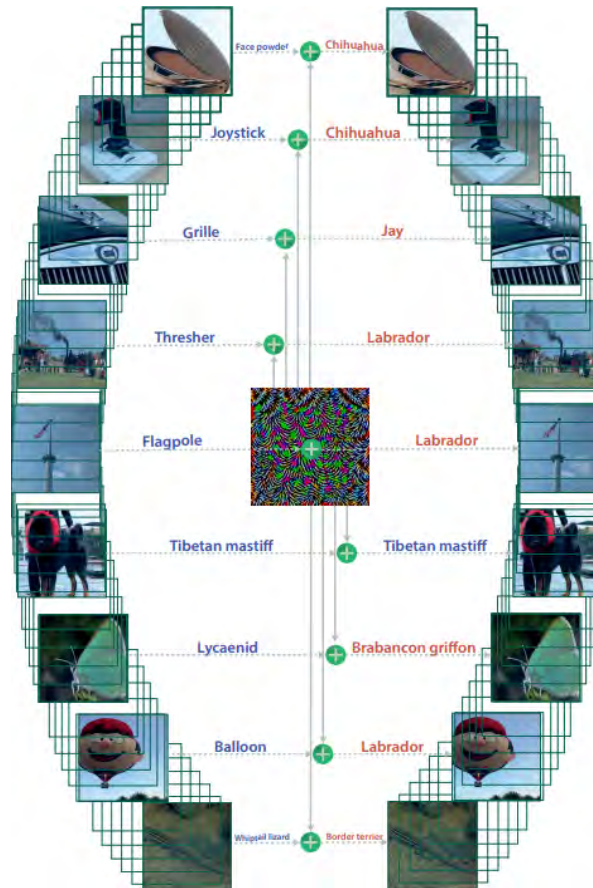 Face powder Chihuahua
Joystick Chihuahua
Grille Jay
Thresher Labrador
Flagpole Labrador
Tibetan mastiff Tibetan mastiff
Lycaenid Brabancon griffon
Balloon Labrador
Whiptail lizard Border terrier